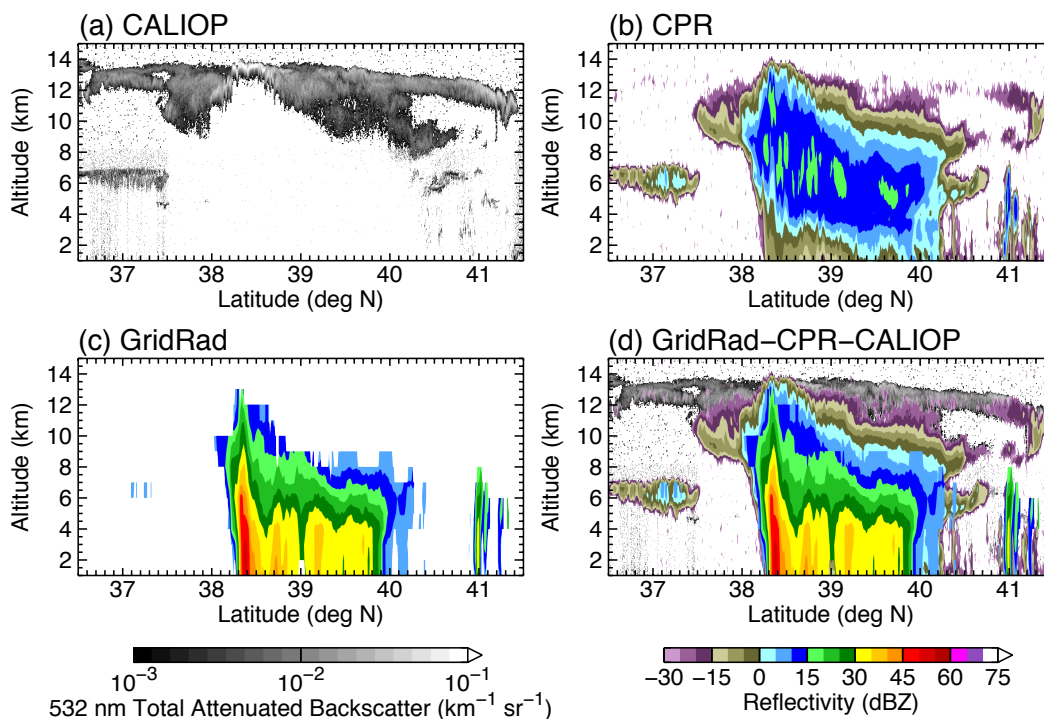 (a) CALIOP
14
12
10
8
6
4
2
Altitude (km)
37 38 39 40 41
Latitude (deg N)
(b) CPR
14
12
10
8
6
4
2
Altitude (km)
37 38 39 40 41
Latitude (deg N)
(c) GridRad
14
12
10
8
6
4
2
Altitude (km)
37 38 39 40 41
Latitude (deg N)
(d) GridRad−CPR−CALIOP
14
12
10
8
6
4
2
Altitude (km)
37 38 39 40 41
Latitude (deg N)
10⁻³ 10⁻² 10⁻¹
532 nm Total Attenuated Backscatter (km⁻¹ sr⁻¹)
−30 −15 0 15 30 45 60 75
Reflectivity (dBZ)